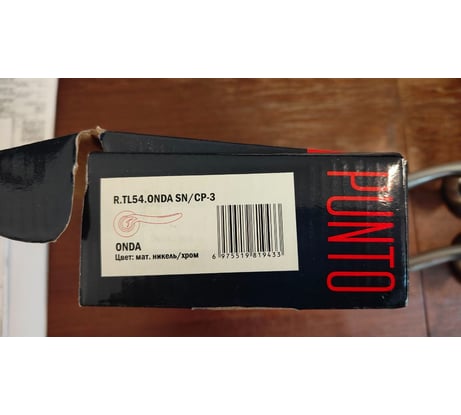 R.TL54.ONDA SN/CP-3
ONDA
Цвет: мат. никель/хром
6 975519 819433
PUNTO